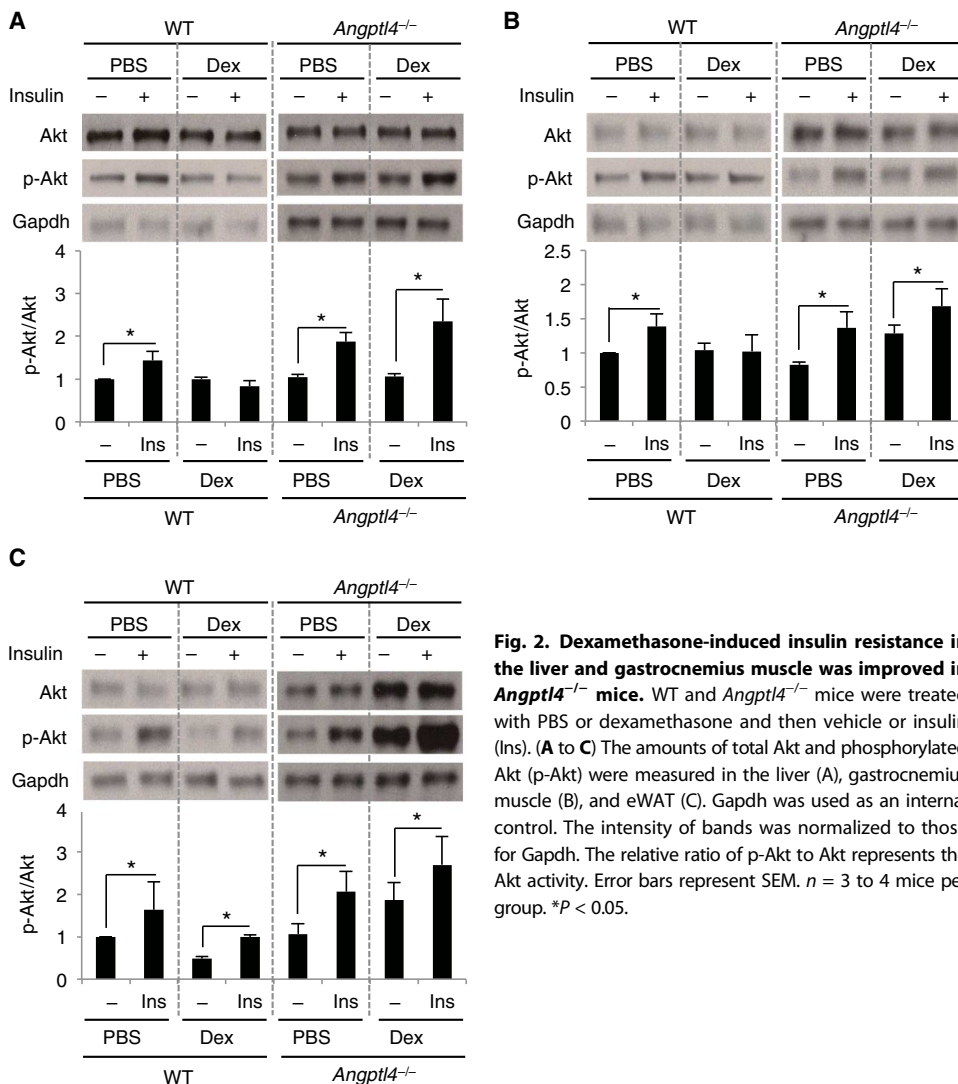 A
WT Angptl4–/–
PBS Dex PBS Dex
Insulin – + – + – + – +
Akt
p-Akt
Gapdh
4
3
2
1
0
p-Akt/Akt
* * *
– Ins – Ins – Ins – Ins
PBS Dex PBS Dex
WT Angptl4–/–
B
WT Angptl4–/–
PBS Dex PBS Dex
Insulin – + – + – + – +
Akt
p-Akt
Gapdh
2.5
2
1.5
1
0.5
0
p-Akt/Akt
* * *
– Ins – Ins – Ins – Ins
PBS Dex PBS Dex
WT Angptl4–/–
C
WT Angptl4–/–
PBS Dex PBS Dex
Insulin – + – + – + – +
Akt
p-Akt
Gapdh
4
3
2
1
0
p-Akt/Akt
* * * *
– Ins – Ins – Ins – Ins
PBS Dex PBS Dex
WT Angptl4–/–
Fig. 2. Dexamethasone-induced insulin resistance in
the liver and gastrocnemius muscle was improved in
Angptl4–/– mice. WT and Angptl4–/– mice were treated
with PBS or dexamethasone and then vehicle or insulin
(Ins). (A to C) The amounts of total Akt and phosphorylated
Akt (p-Akt) were measured in the liver (A), gastrocnemiu
muscle (B), and eWAT (C). Gapdh was used as an interna
control. The intensity of bands was normalized to thos
for Gapdh. The relative ratio of p-Akt to Akt represents th
Akt activity. Error bars represent SEM. n = 3 to 4 mice pe
group. *P < 0.05.